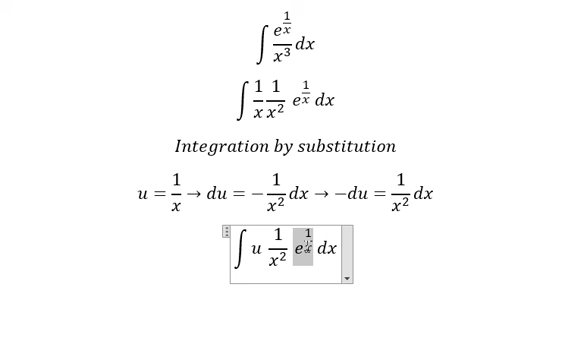 ∫ e^(1/x) / x³ dx
∫ 1/x 1/x² e^(1/x) dx
Integration by substitution
u = 1/x → du = − 1/x² dx → −du = 1/x² dx
∫ u 1/x² e^(1/x) dx